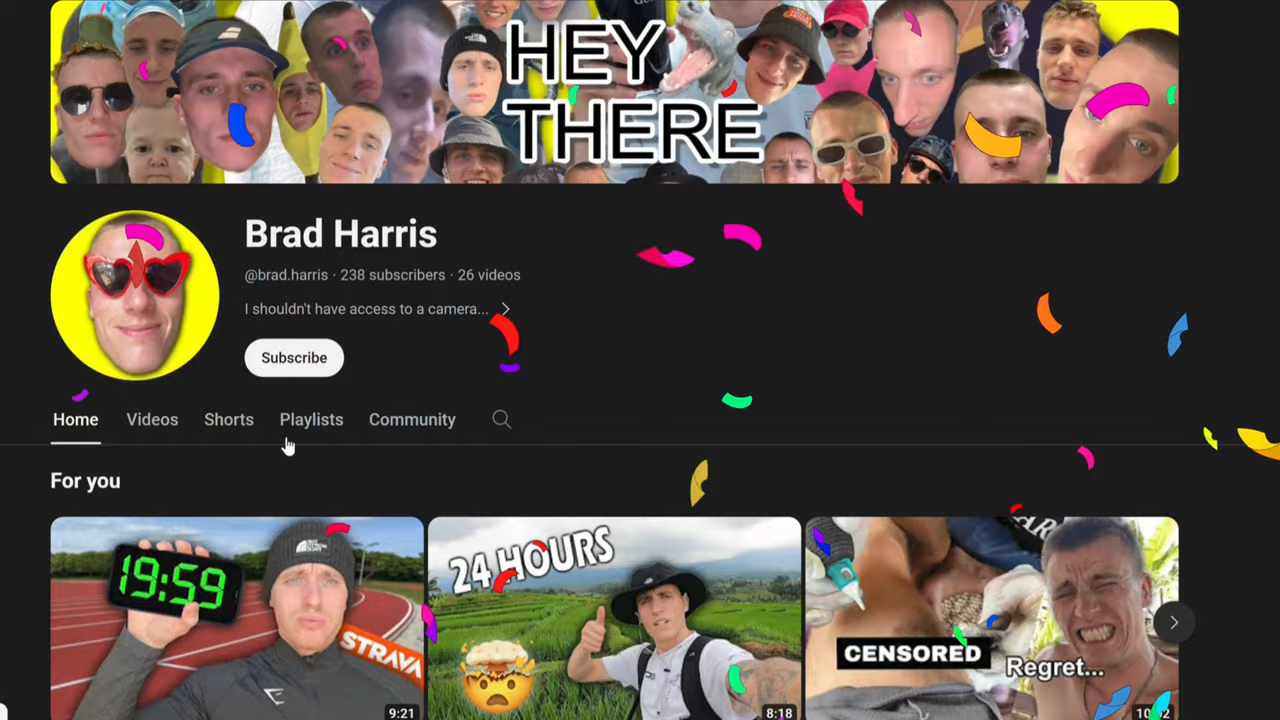 HEY
THERE
Brad Harris
@brad.harris · 238 subscribers · 26 videos
I shouldn't have access to a camera...
Subscribe
Home Videos Shorts Playlists Community
For you
19:59
STRAVA
9:21
24 HOURS
8:18
CENSORED
Regret...